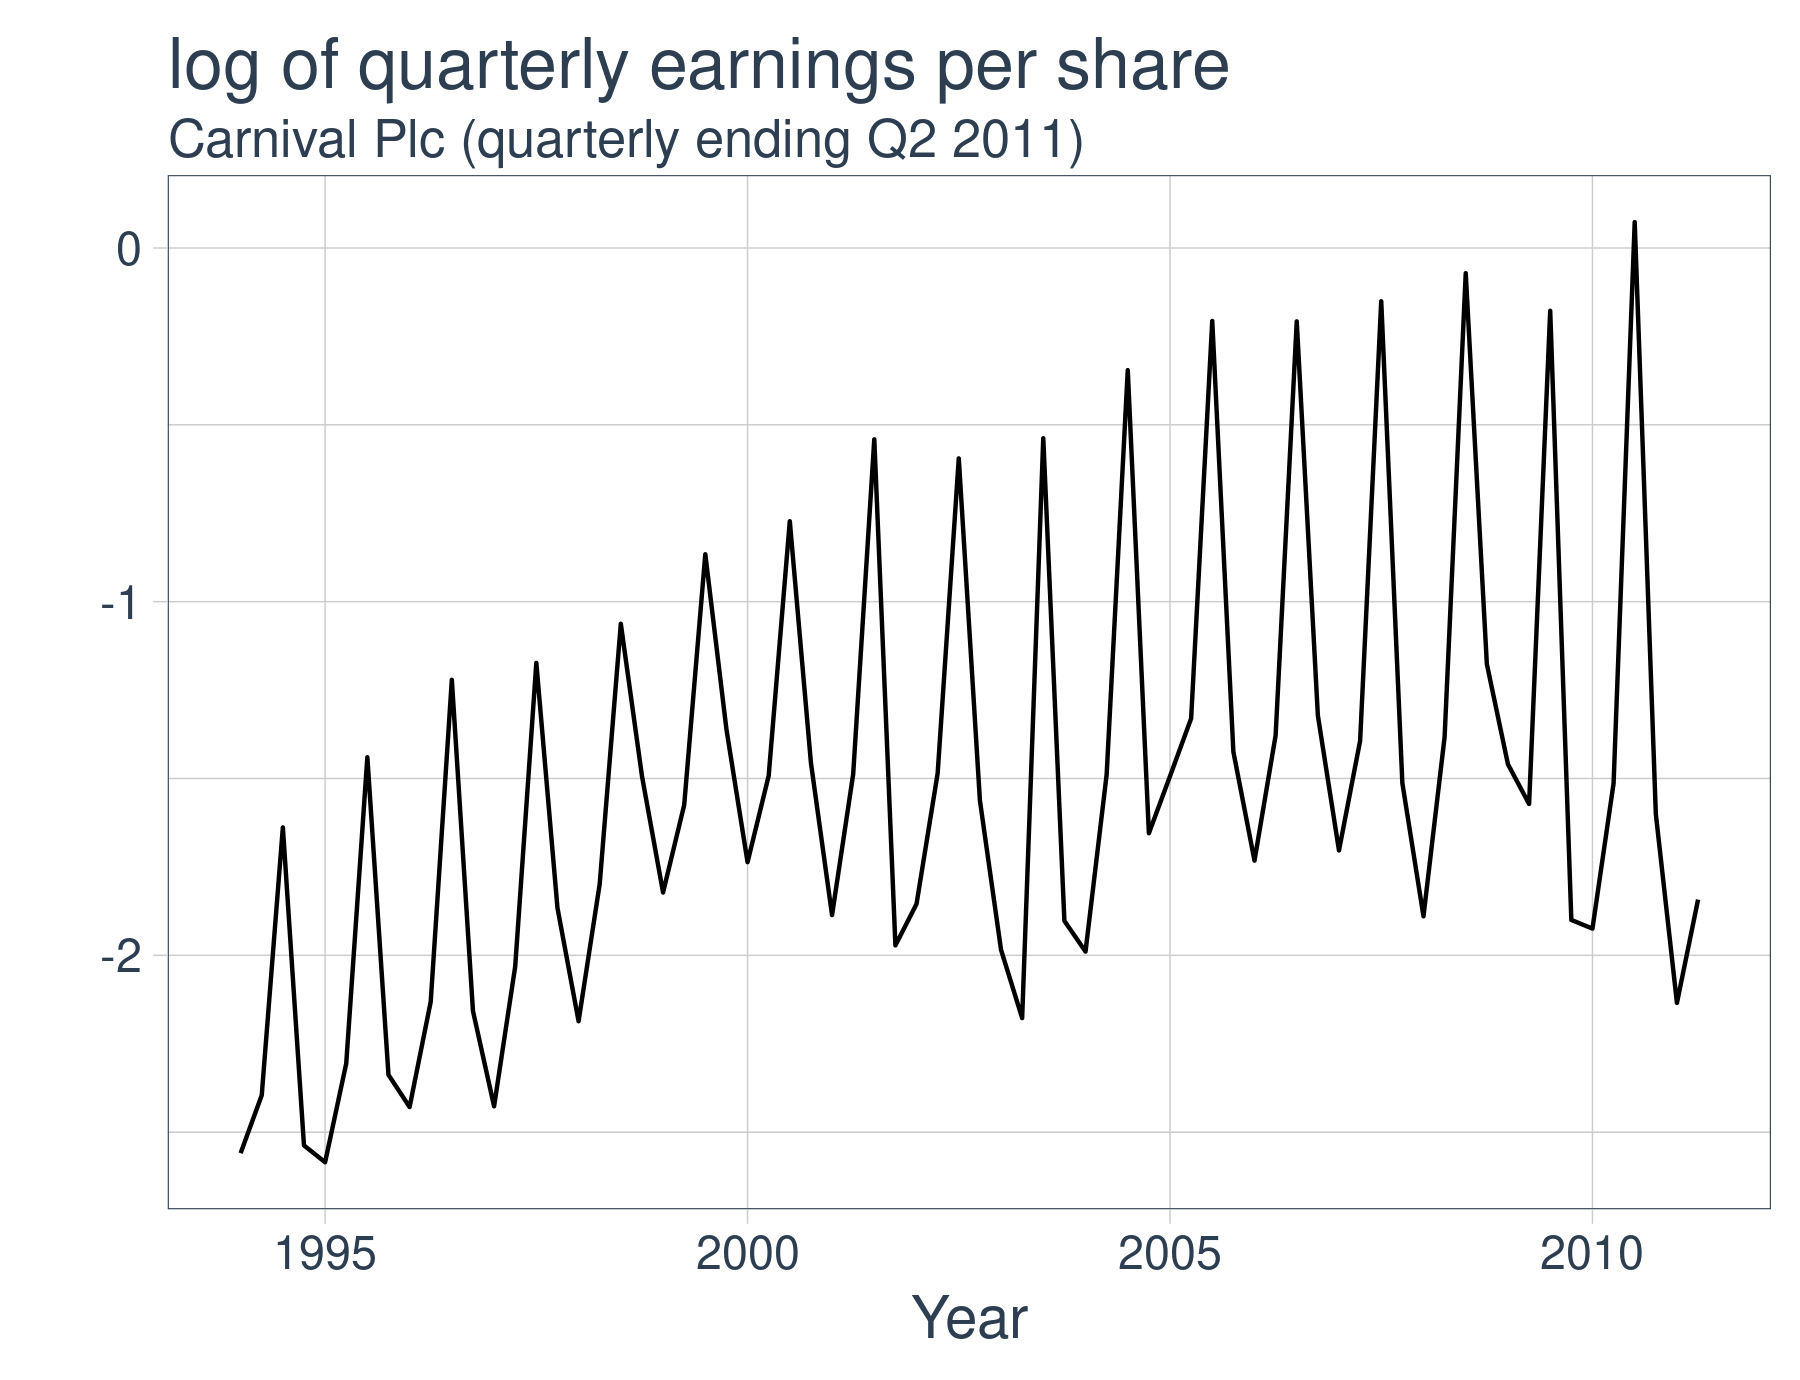 log of quarterly earnings per share
Carnival Plc (quarterly ending Q2 2011)
0
-1
-2
1995 2000 2005 2010
Year